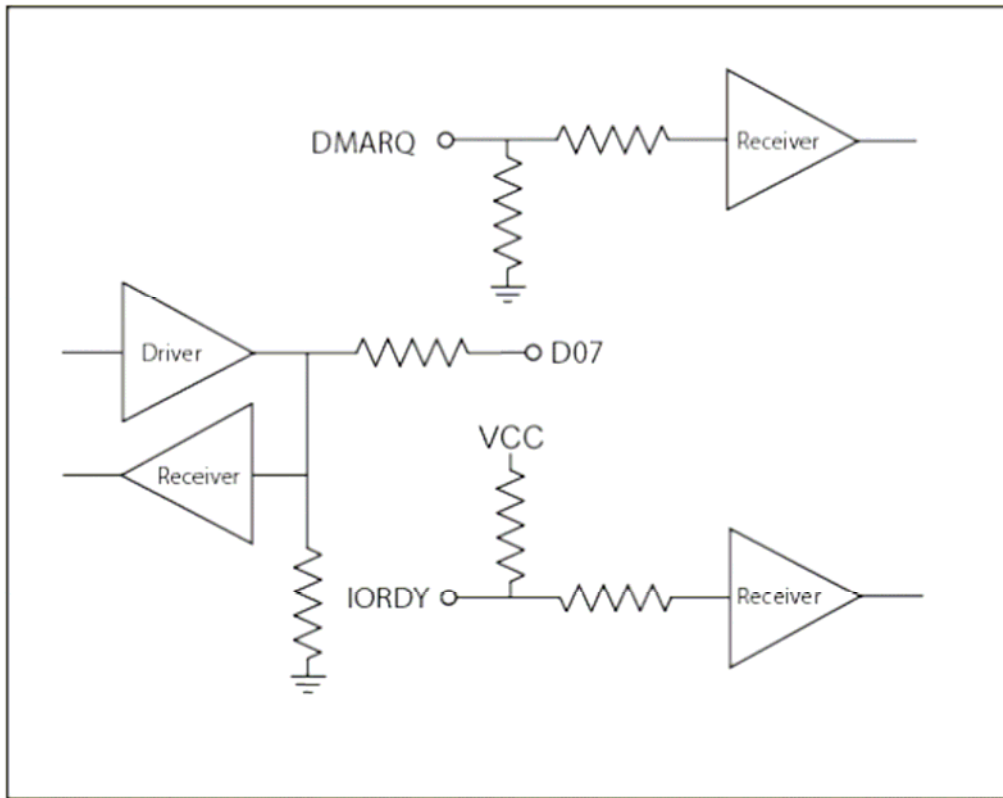 DMARQ
Receiver
Driver
D07
Receiver
VCC
IORDY
Receiver